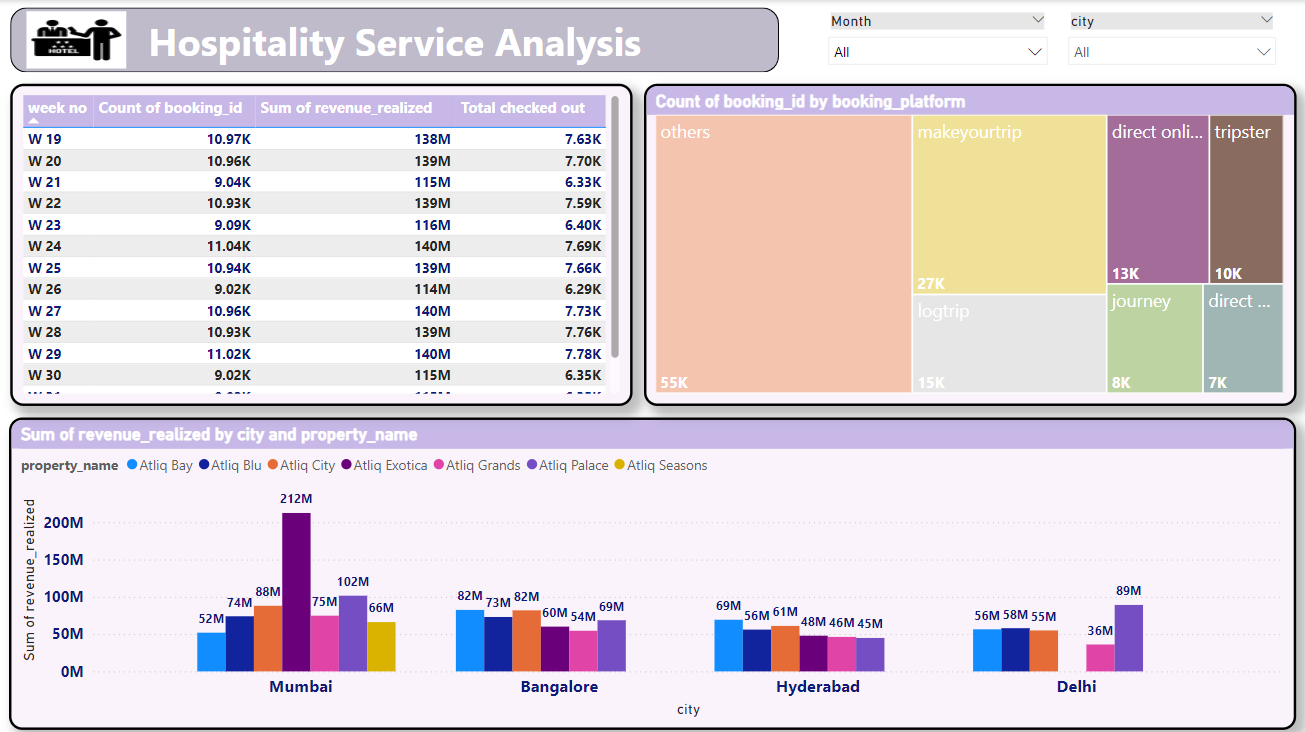 HOTEL
Hospitality Service Analysis
Month
city
All
All
week no Count of booking_id Sum of revenue_realized Total checked out
W 19 10.97K 138M 7.63K
W 20 10.96K 139M 7.70K
W 21 9.04K 115M 6.33K
W 22 10.93K 139M 7.59K
W 23 9.09K 116M 6.40K
W 24 11.04K 140M 7.69K
W 25 10.94K 139M 7.66K
W 26 9.02K 114M 6.29K
W 27 10.96K 140M 7.73K
W 28 10.93K 139M 7.76K
W 29 11.02K 140M 7.78K
W 30 9.02K 115M 6.35K
Count of booking_id by booking_platform
others
55K
makeyourtrip
27K
logtrip
15K
direct onli...
13K
tripster
10K
journey
8K
direct ...
7K
Sum of revenue_realized by city and property_name
property_name Atliq Bay Atliq Blu Atliq City Atliq Exotica Atliq Grands Atliq Palace Atliq Seasons
Sum of revenue_realized
200M
150M
100M
50M
0M
52M 74M 88M 212M 75M 102M 66M
82M 73M 82M 60M 54M 69M
69M 56M 61M 48M 46M 45M
56M 58M 55M 36M 89M
Mumbai Bangalore Hyderabad Delhi
city